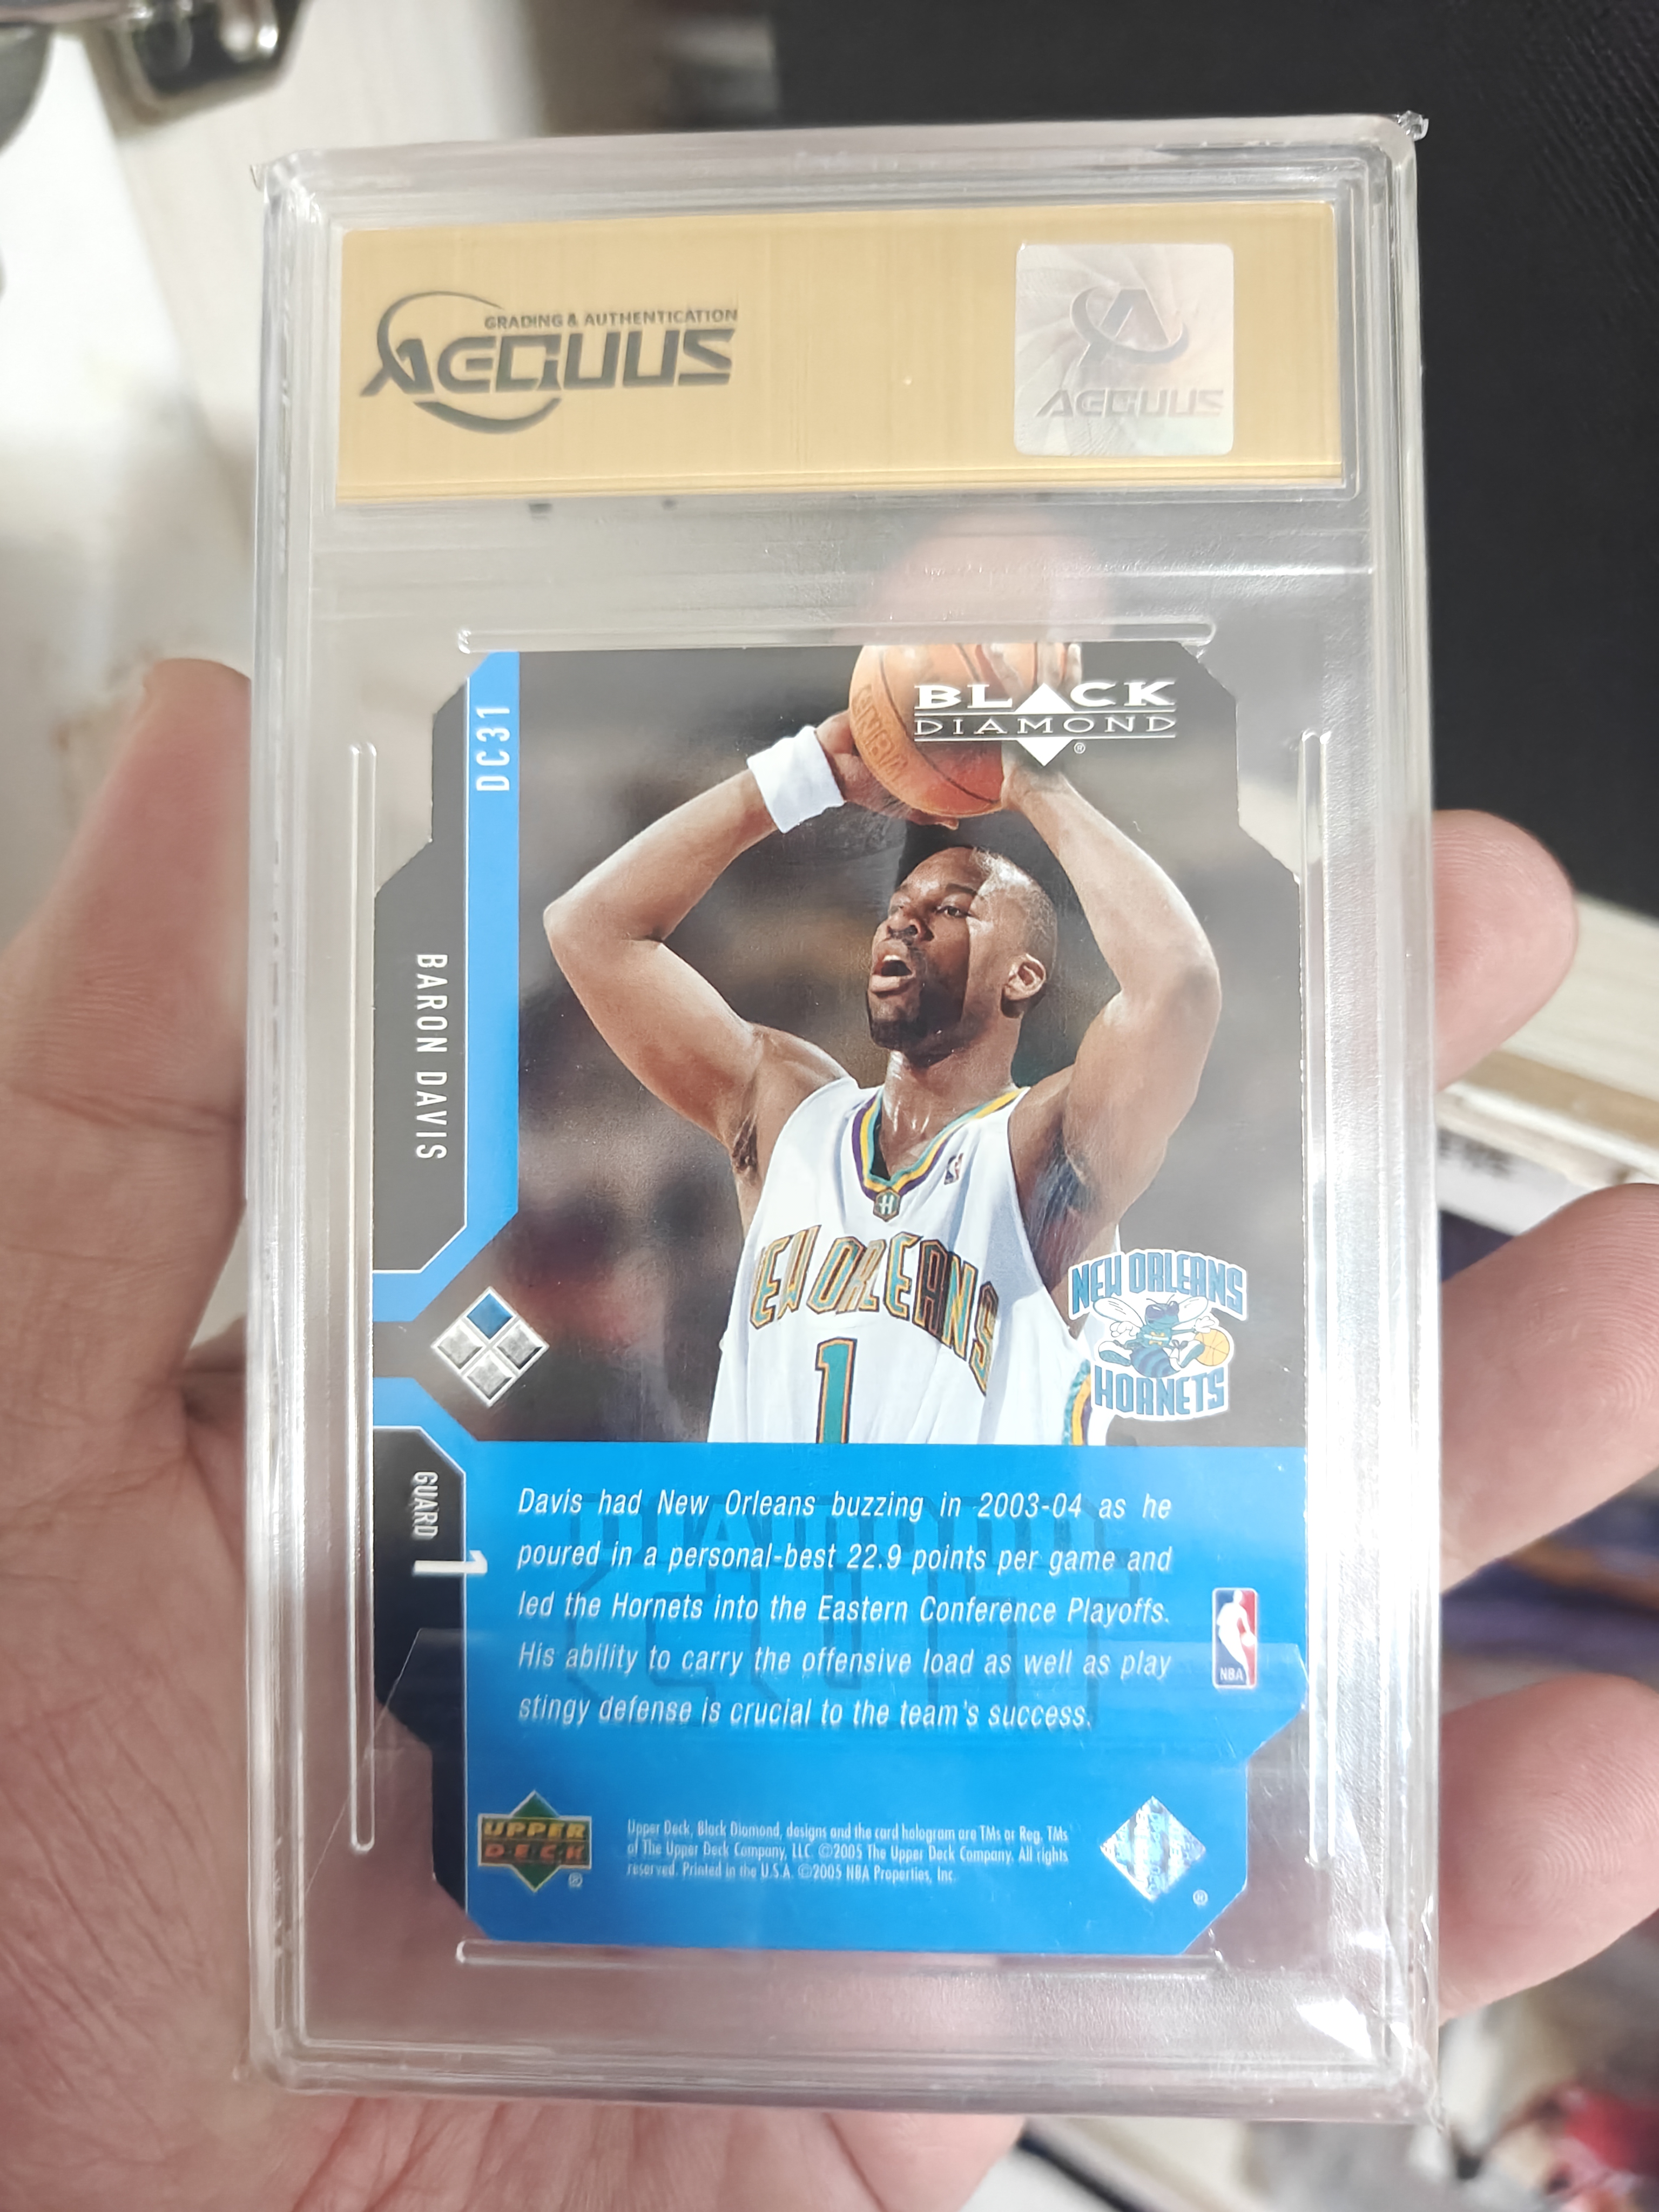 GRADING & AUTHENTICATION
AEQUUS
AEQUUS
DC31
BLACK
DIAMOND
®
BARON DAVIS
H
NEW ORLEANS
1
NEW ORLEANS
HORNETS
GUARD
1
Davis had New Orleans buzzing in 2003-04 as he
poured in a personal-best 22.9 points per game and
led the Hornets into the Eastern Conference Playoffs.
His ability to carry the offensive load as well as play
stingy defense is crucial to the team's success.
NBA
UPPER
DECK
®
Upper Deck, Black Diamond, designs and the card hologram are TMs or Reg. TMs
of The Upper Deck Company, LLC ©2005 The Upper Deck Company. All rights
reserved. Printed in the U.S.A. ©2005 NBA Properties, Inc.
®